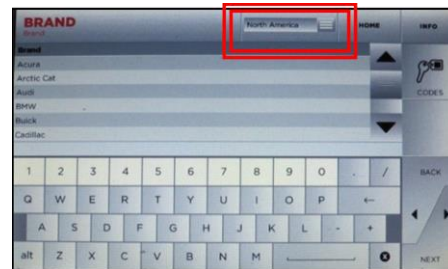 BRAND
Brand
North America
HOME
INFO
Brand
Acura
Arctic Cat
Audi
BMW
Buick
Cadillac
CODES
1 2 3 4 5 6 7 8 9 0 . / 
BACK
Q W E R T Y U I O P ←
A S D F G H J K L - +
alt Z X C V B N M
NEXT